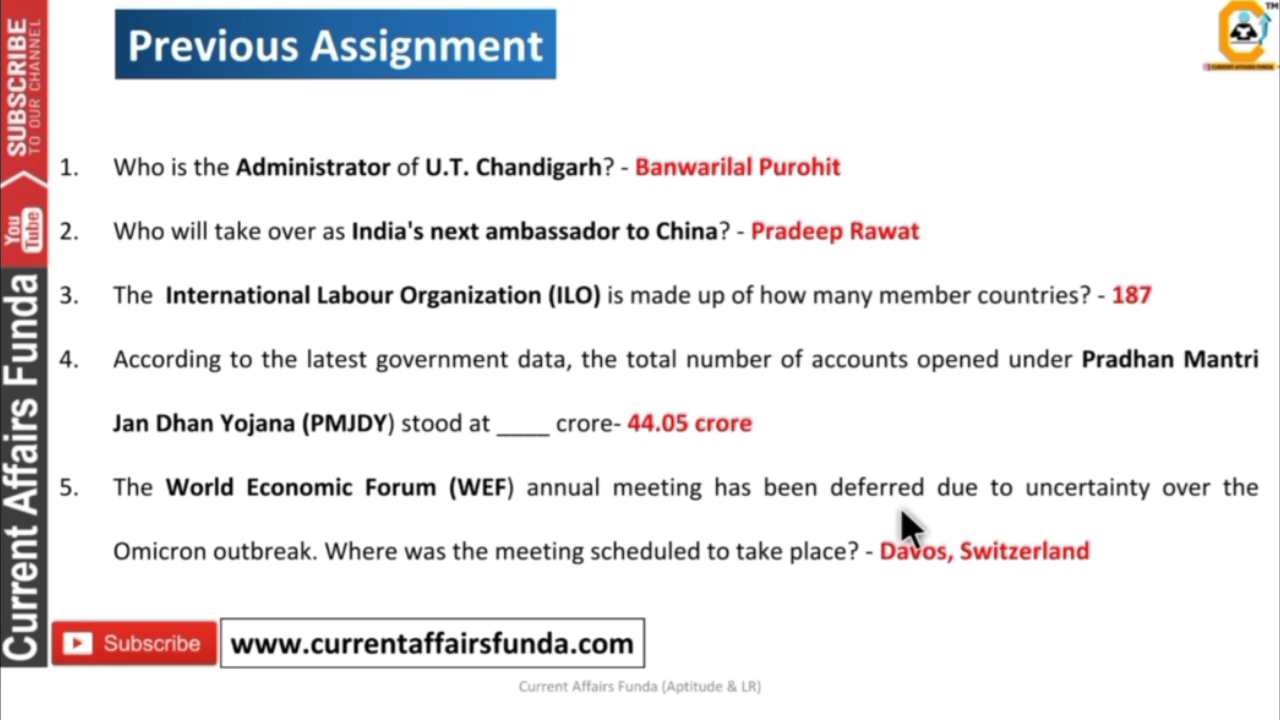 Previous Assignment
TM
CURRENT AFFAIRS FUNDA
SUBSCRIBE
TO OUR CHANNEL
You Tube
Current Affairs Funda
1. Who is the Administrator of U.T. Chandigarh? - Banwarilal Purohit
2. Who will take over as India's next ambassador to China? - Pradeep Rawat
3. The International Labour Organization (ILO) is made up of how many member countries? - 187
4. According to the latest government data, the total number of accounts opened under Pradhan Mantri
Jan Dhan Yojana (PMJDY) stood at ____ crore- 44.05 crore
5. The World Economic Forum (WEF) annual meeting has been deferred due to uncertainty over the
Omicron outbreak. Where was the meeting scheduled to take place? - Davos, Switzerland
Subscribe
www.currentaffairsfunda.com
Current Affairs Funda (Aptitude & LR)